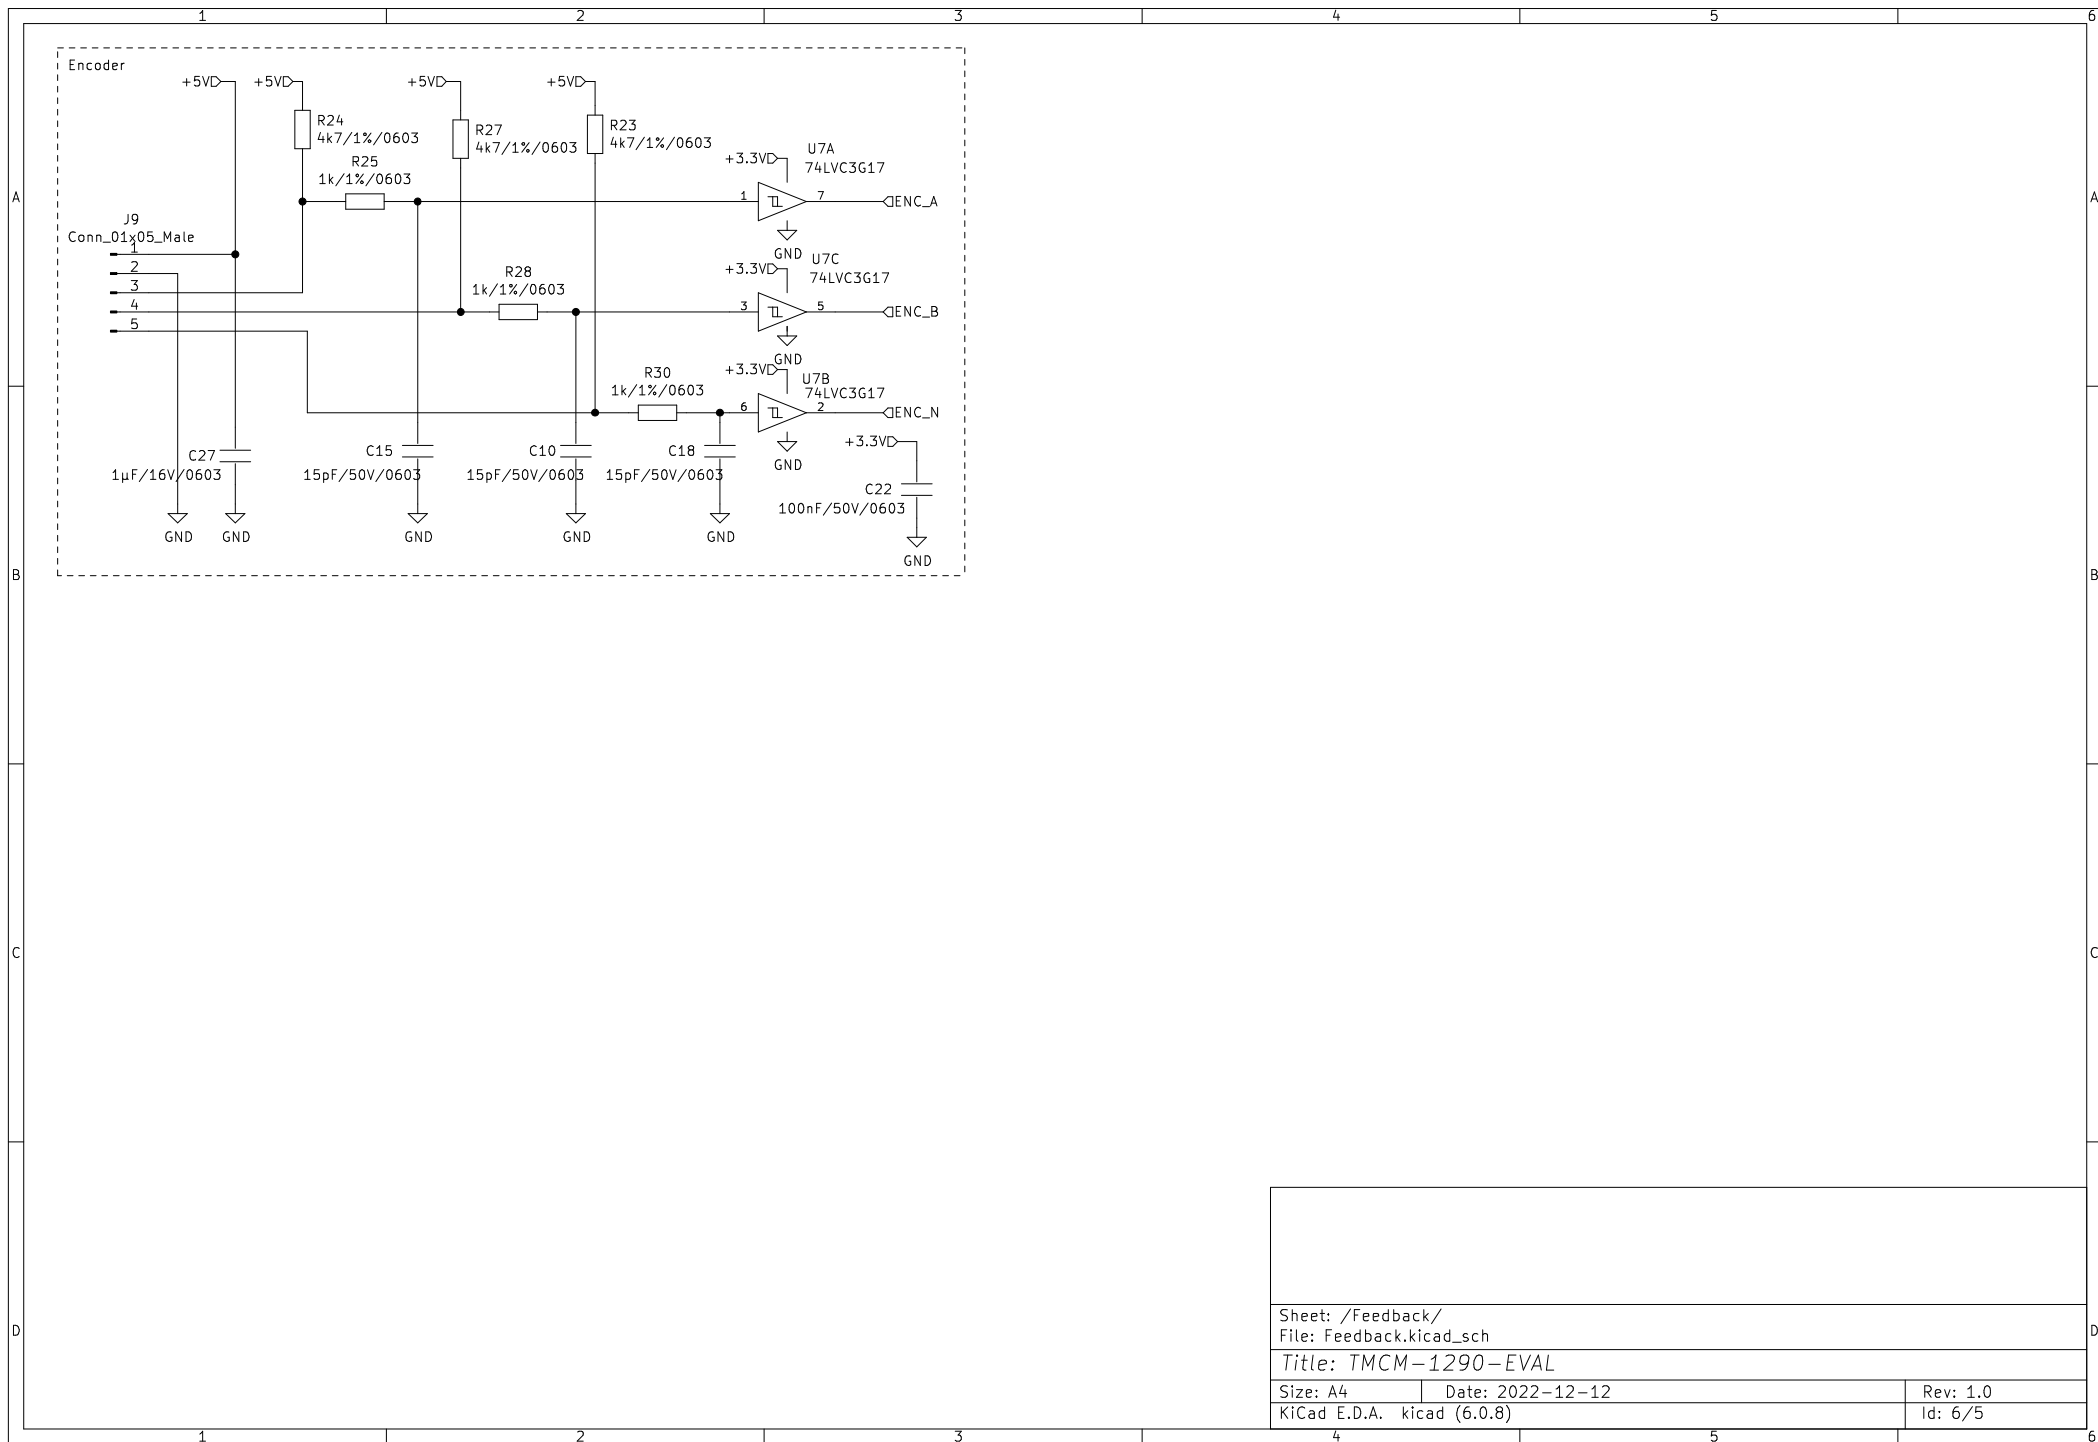 1 2 3 4 5 6
Encoder
+5V +5V +5V +5V
R24
4k7/1%/0603
R27
4k7/1%/0603
R23
4k7/1%/0603
R25
1k/1%/0603
+3.3V
U7A
74LVC3G17
1 7 ENC_A
GND
A A
J9
Conn_01x05_Male
1
2
3
4
5
R28
1k/1%/0603
+3.3V
U7C
74LVC3G17
3 5 ENC_B
GND
R30
1k/1%/0603
+3.3V
U7B
74LVC3G17
6 2 ENC_N
GND
C27
1µF/16V/0603
C15
15pF/50V/0603
C10
15pF/50V/0603
C18
15pF/50V/0603
+3.3V
C22
100nF/50V/0603
GND GND GND GND GND
GND
B B
C C
D D
Sheet: /Feedback/
File: Feedback.kicad_sch
Title: TMCM-1290-EVAL
Size: A4 Date: 2022-12-12 Rev: 1.0
KiCad E.D.A. kicad (6.0.8) Id: 6/5
1 2 3 4 5 6